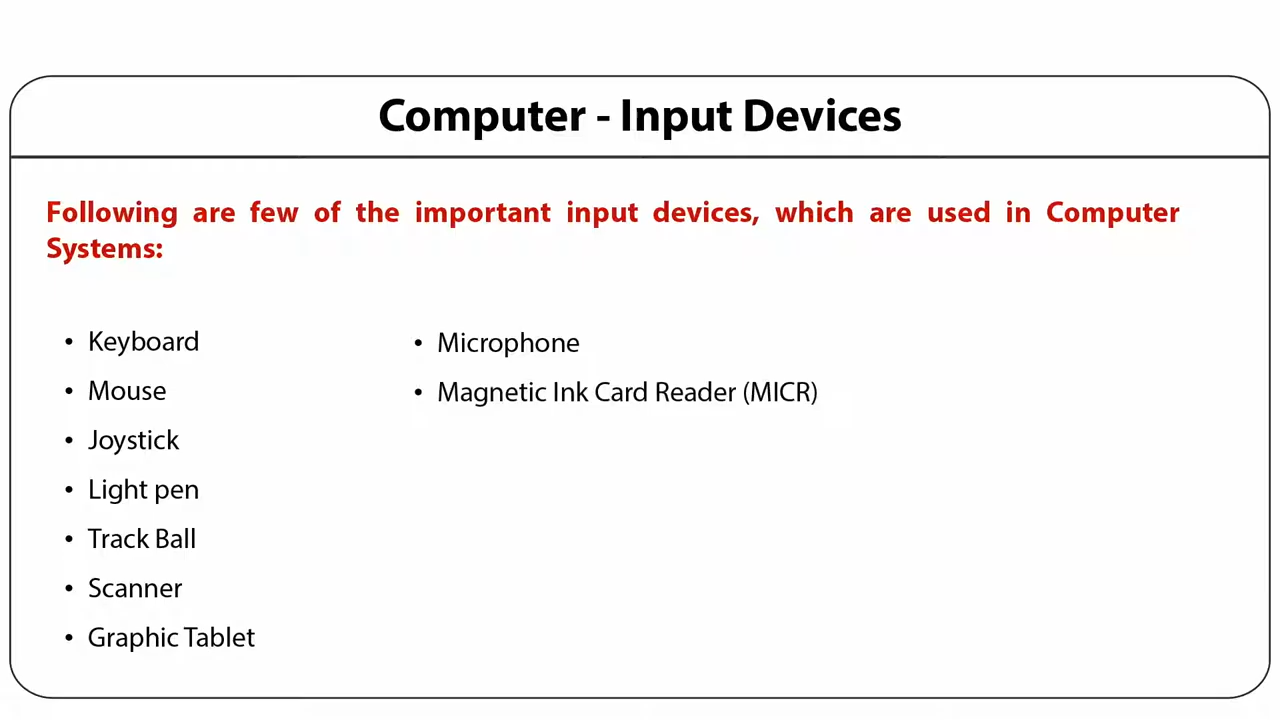 Computer - Input Devices
Following are few of the important input devices, which are used in Computer
Systems:
• Keyboard
• Mouse
• Joystick
• Light pen
• Track Ball
• Scanner
• Graphic Tablet
• Microphone
• Magnetic Ink Card Reader (MICR)